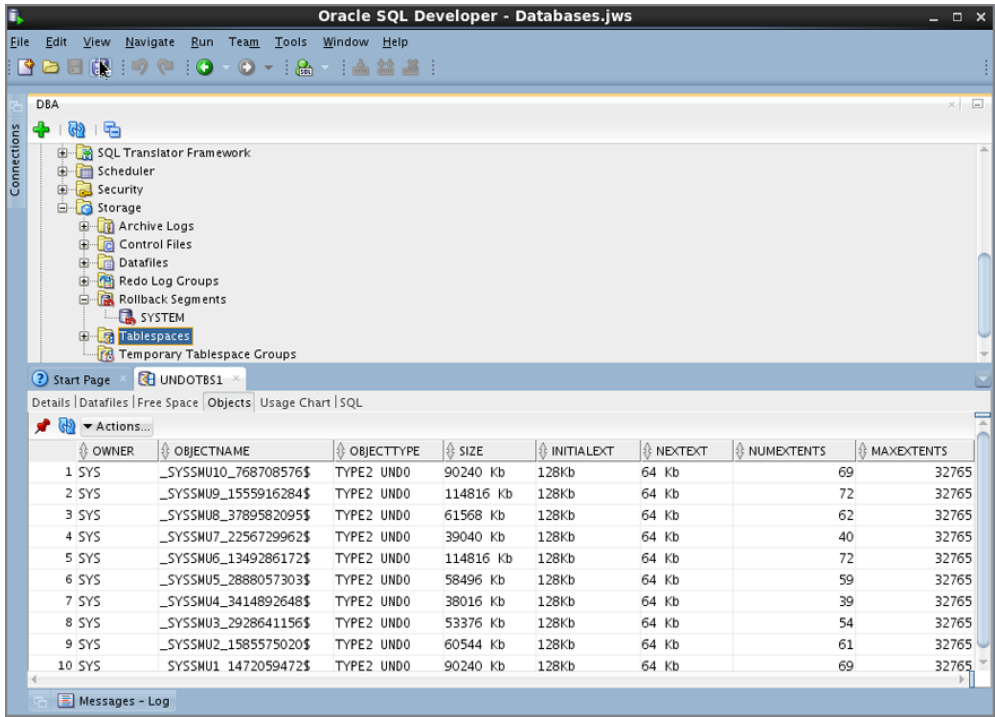 Oracle SQL Developer - Databases.jws
File Edit View Navigate Run Team Tools Window Help
Connections
DBA
SQL Translator Framework
Scheduler
Security
Storage
Archive Logs
Control Files
Datafiles
Redo Log Groups
Rollback Segments
SYSTEM
Tablespaces
Temporary Tablespace Groups
Start Page UNDOTBS1
Details Datafiles Free Space Objects Usage Chart SQL
Actions...
OWNER OBJECTNAME OBJECTTYPE SIZE INITIALEXT NEXTEXT NUMEXTENTS MAXEXTENTS
1 SYS _SYSSMU10_768708576$ TYPE2 UNDO 90240 Kb 128Kb 64 Kb 69 32765
2 SYS _SYSSMU9_1555916284$ TYPE2 UNDO 114816 Kb 128Kb 64 Kb 72 32765
3 SYS _SYSSMU8_3789582095$ TYPE2 UNDO 61568 Kb 128Kb 64 Kb 62 32765
4 SYS _SYSSMU7_2256729962$ TYPE2 UNDO 39040 Kb 128Kb 64 Kb 40 32765
5 SYS _SYSSMU6_1349286172$ TYPE2 UNDO 114816 Kb 128Kb 64 Kb 72 32765
6 SYS _SYSSMU5_2888057303$ TYPE2 UNDO 58496 Kb 128Kb 64 Kb 59 32765
7 SYS _SYSSMU4_3414892648$ TYPE2 UNDO 38016 Kb 128Kb 64 Kb 39 32765
8 SYS _SYSSMU3_2928641156$ TYPE2 UNDO 53376 Kb 128Kb 64 Kb 54 32765
9 SYS _SYSSMU2_1585575020$ TYPE2 UNDO 60544 Kb 128Kb 64 Kb 61 32765
10 SYS _SYSSMU1_1472059472$ TYPE2 UNDO 90240 Kb 128Kb 64 Kb 69 32765
Messages - Log